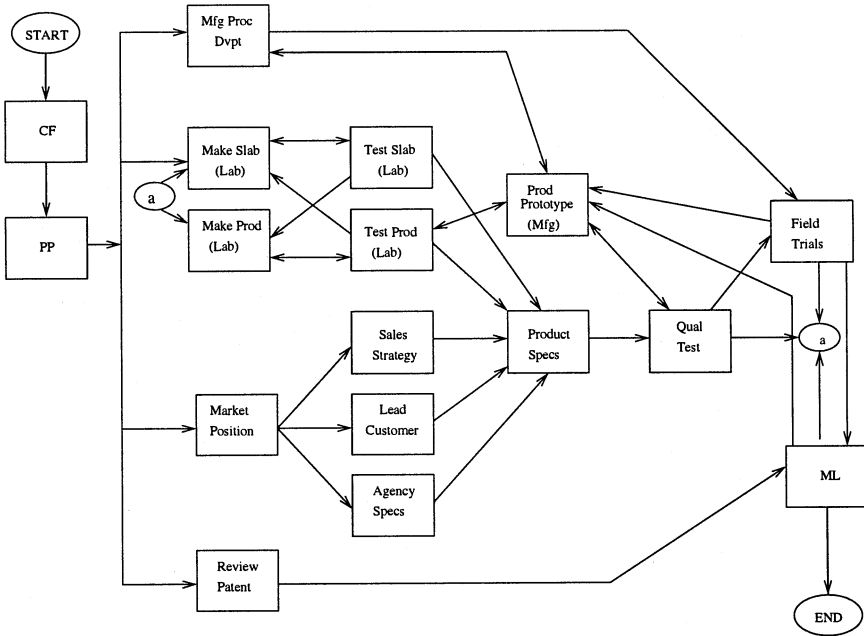 START
CF
PP
Mfg Proc
Dvpt
Make Slab
(Lab)
Test Slab
(Lab)
a
Make Prod
(Lab)
Test Prod
(Lab)
Prod
Prototype
(Mfg)
Field
Trials
Sales
Strategy
Product
Specs
Qual
Test
a
Market
Position
Lead
Customer
Agency
Specs
ML
Review
Patent
END